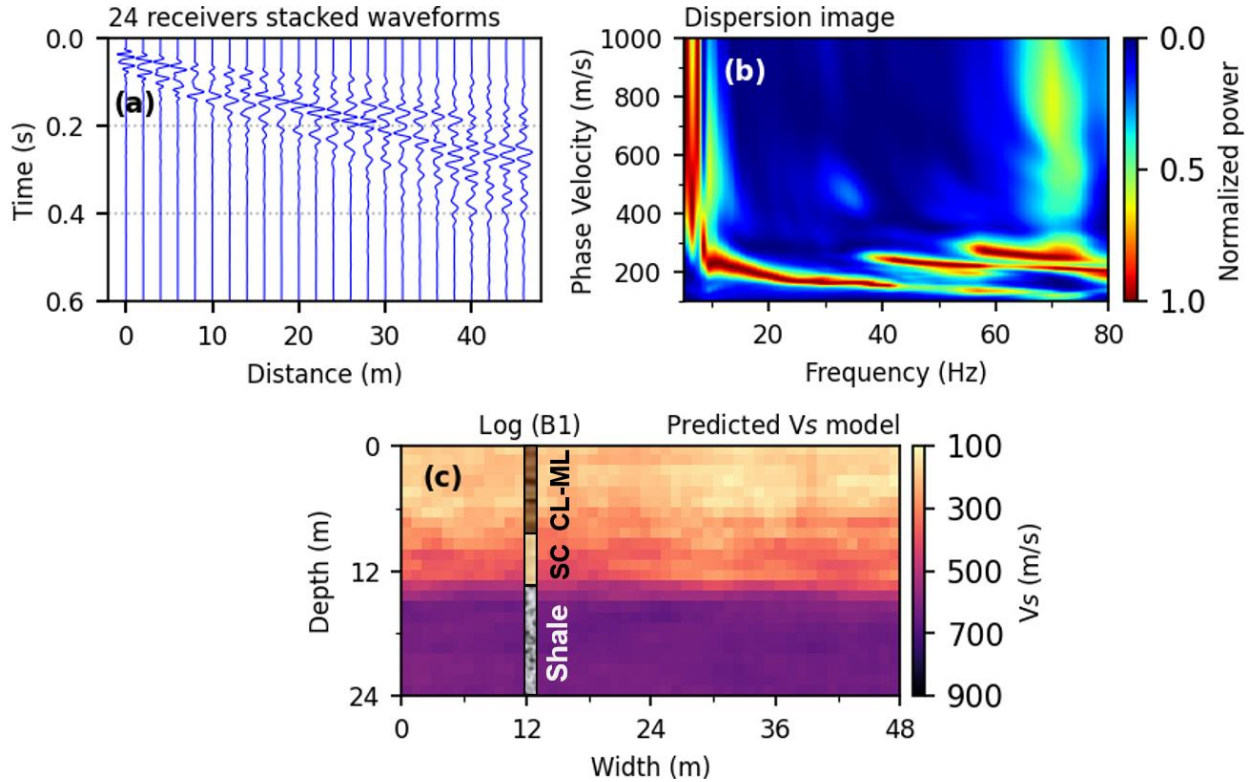 24 receivers stacked waveforms
0.0
0.2
0.4
0.6
Time (s)
(a)
0
10
20
30
40
Distance (m)
Dispersion image
1000
800
600
400
200
Phase Velocity (m/s)
(b)
20
40
60
80
Frequency (Hz)
0.0
0.5
1.0
Normalized power
Log (B1)
Predicted Vs model
0
12
24
Depth (m)
(c)
CL-ML
SC
Shale
0
12
24
36
48
Width (m)
100
300
500
700
900
Vs (m/s)